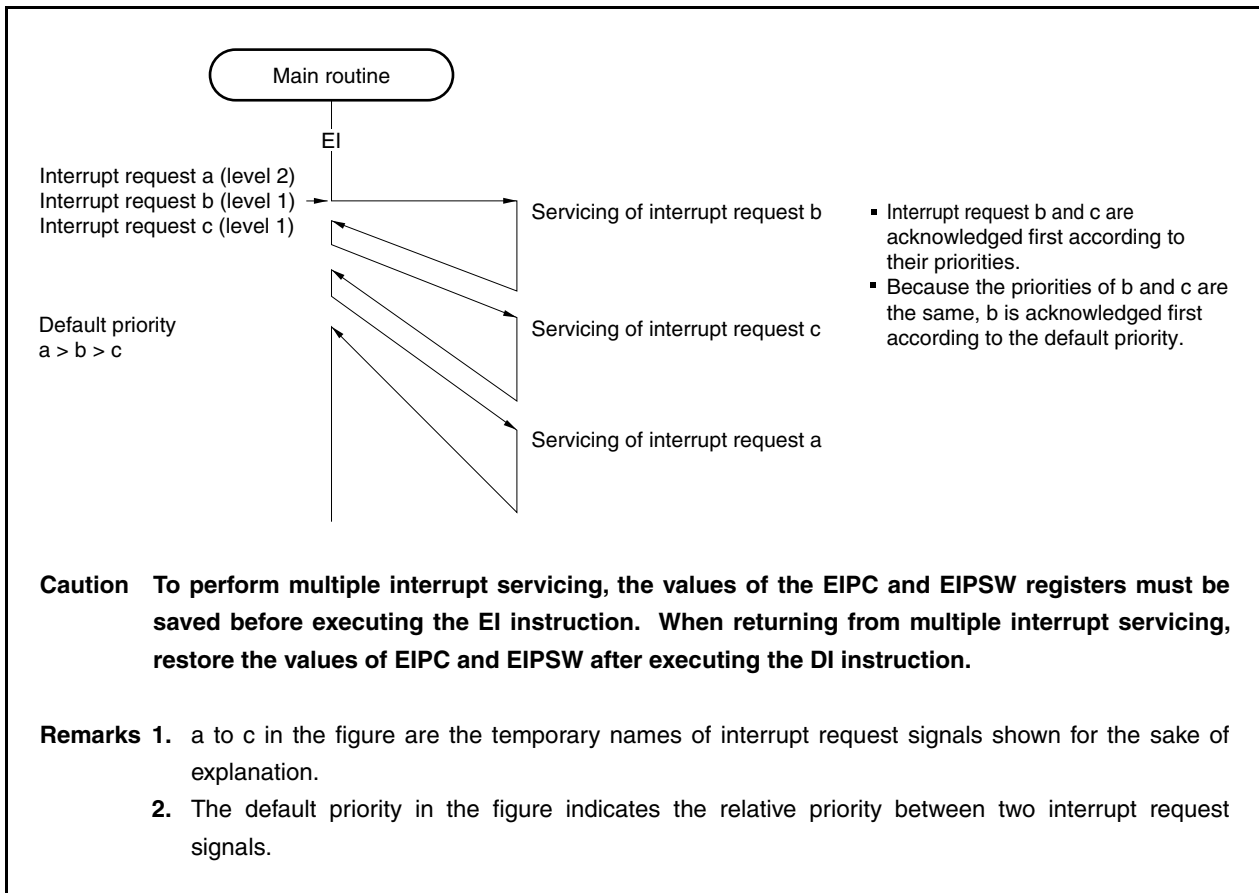 Main routine
EI
Interrupt request a (level 2)
Interrupt request b (level 1)
Interrupt request c (level 1)
Servicing of interrupt request b
▪ Interrupt request b and c are
acknowledged first according to
their priorities.
▪ Because the priorities of b and c are
the same, b is acknowledged first
according to the default priority.
Default priority
a > b > c
Servicing of interrupt request c
Servicing of interrupt request a
Caution To perform multiple interrupt servicing, the values of the EIPC and EIPSW registers must be
saved before executing the EI instruction. When returning from multiple interrupt servicing,
restore the values of EIPC and EIPSW after executing the DI instruction.
Remarks 1. a to c in the figure are the temporary names of interrupt request signals shown for the sake of
explanation.
2. The default priority in the figure indicates the relative priority between two interrupt request
signals.